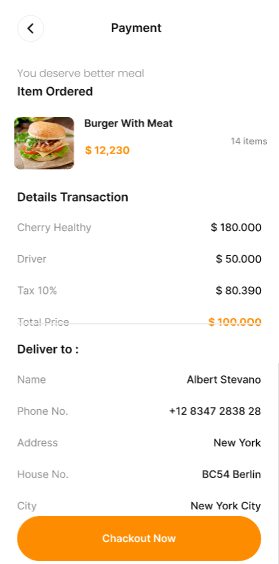 Payment
You deserve better meal
Item Ordered
Burger With Meat
$ 12,230
14 items
Details Transaction
Cherry Healthy $ 180.000
Driver $ 50.000
Tax 10% $ 80.390
Total Price $ 100.000
Deliver to :
Name Albert Stevano
Phone No. +12 8347 2838 28
Address New York
House No. BC54 Berlin
City New York City
Chackout Now